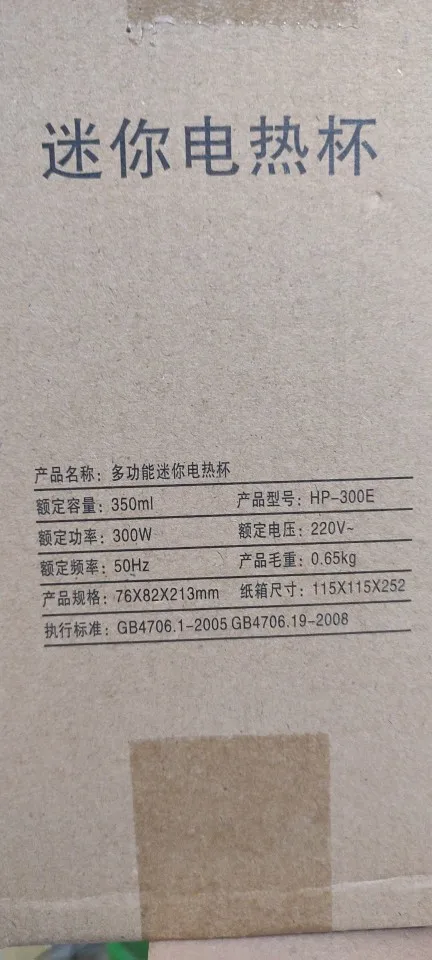 迷你电热杯
产品名称：多功能迷你电热杯
额定容量：350ml 产品型号：HP-300E
额定功率：300W 额定电压：220V~
额定频率：50Hz 产品毛重：0.65kg
产品规格：76X82X213mm 纸箱尺寸：115X115X252
执行标准：GB4706.1-2005 GB4706.19-2008